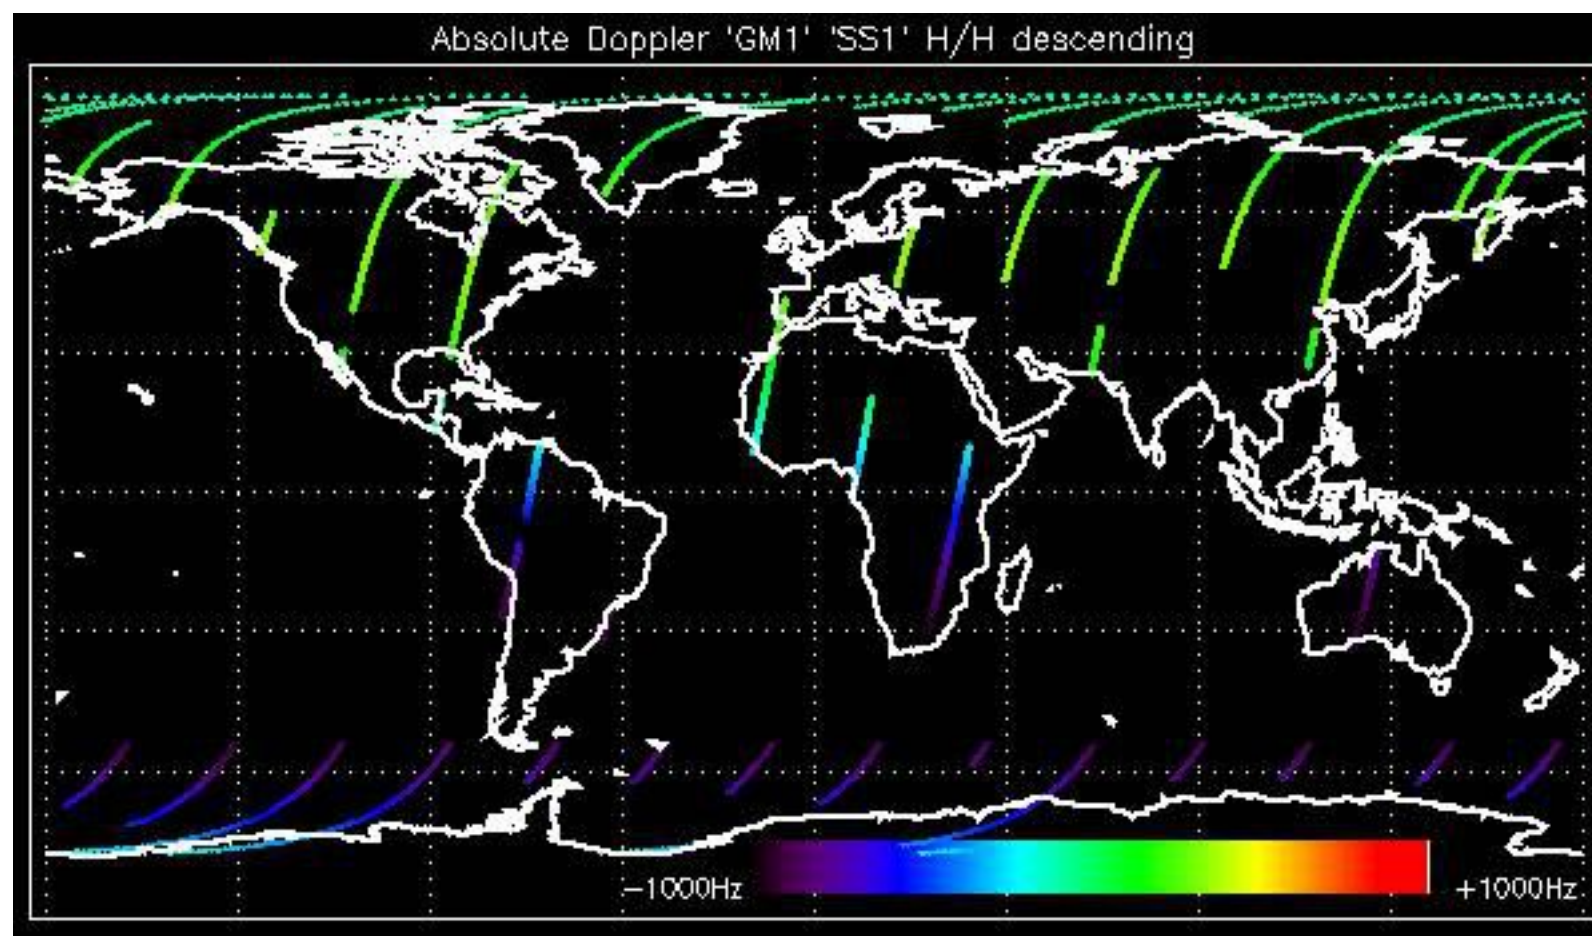 Absolute Doppler 'GM1' 'SS1' H/H descending
−1000Hz
+1000Hz